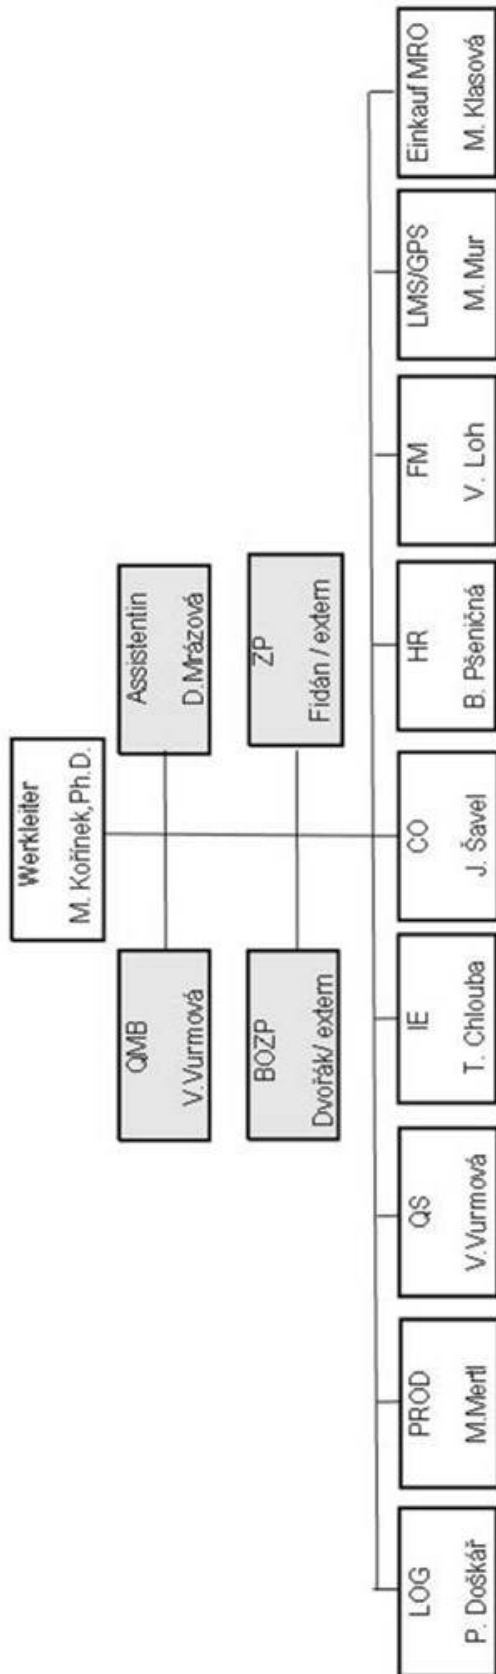 Werkleiter
M. Kořínek,Ph.D.
QMB
V.Vurmová
Assistentin
D.Mrázová
BOZP
Dvořák/ extern
ZP
Fidán / extern
LOG
P. Doškář
PROD
M.Mertl
QS
V.Vurmová
IE
T. Chlouba
CO
J. Šavel
HR
B. Pšeničná
FM
V. Loh
LMS/GPS
M. Mur
Einkauf MRO
M. Klasová